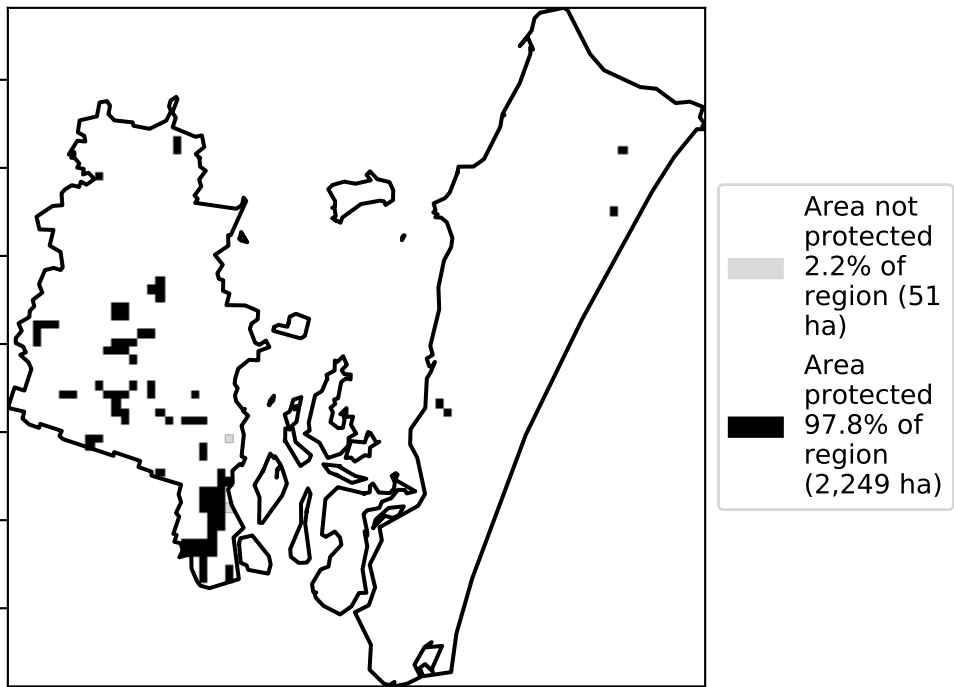 Area not
protected
2.2% of
region (51
ha)
Area
protected
97.8% of
region
(2,249 ha)